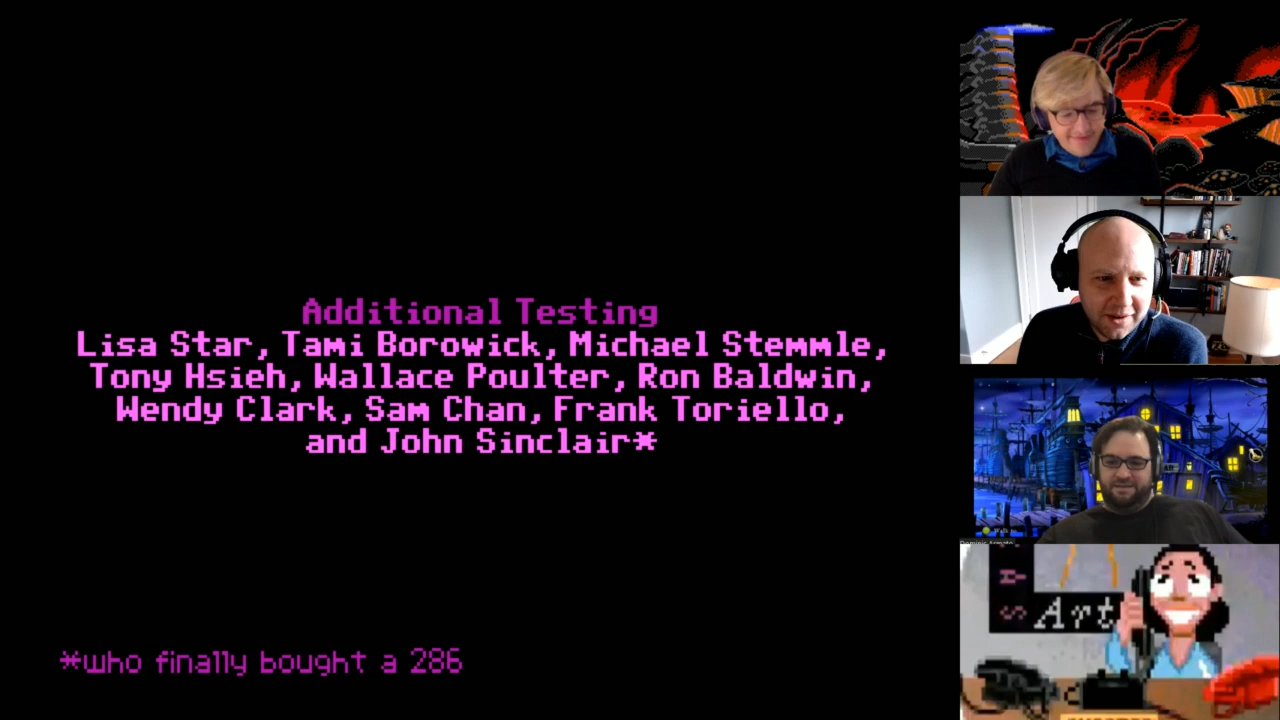 Additional Testing
Lisa Star, Tami Borowick, Michael Stemmle,
Tony Hsieh, Wallace Poulter, Ron Baldwin,
Wendy Clark, Sam Chan, Frank Toriello,
and John Sinclair*
*who finally bought a 286
Art